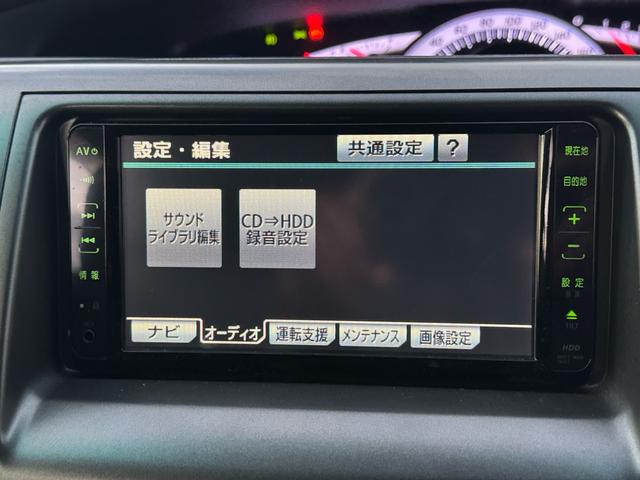 設定・編集
共通設定
?
サウンド
ライブラリ編集
CD⇒HDD
録音設定
ナビ
オーディオ
運転支援
メンテナンス
画像設定
AV
情報
現在地
目的地
+
−
設定
TILT
HDD